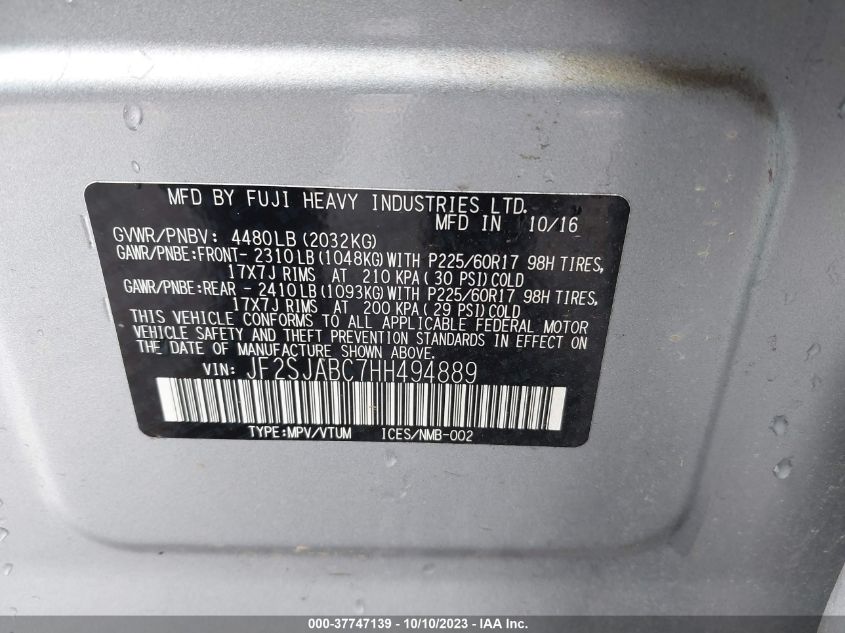 MFD BY FUJI HEAVY INDUSTRIES LTD.
MFD IN 10/16
GVWR/PNBV: 4480LB(2032KG)
GAWR/PNBE:FRONT- 2310LB(1048KG)WITH P225/60R17 98H TIRES,
17X7J RIMS AT 210 KPA(30 PSI)COLD
GAWR/PNBE:REAR - 2410LB(1093KG)WITH P225/60R17 98H TIRES,
17X7J RIMS AT 200 KPA(29 PSI)COLD
THIS VEHICLE CONFORMS TO ALL APPLICABLE FEDERAL MOTOR
VEHICLE SAFETY AND THEFT PREVENTION STANDARDS IN EFFECT ON
THE DATE OF MANUFACTURE SHOWN ABOVE.
VIN: JF2SJABC7HH494889
TYPE:MPV/VTUM ICES/NMB-002
000-37747139 - 10/10/2023 - IAA Inc.